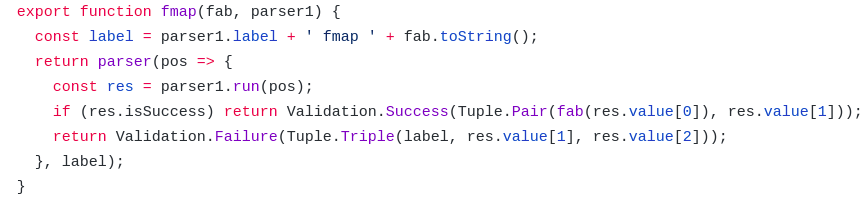 export function fmap(fab, parser1) {
  const label = parser1.label + ' fmap ' + fab.toString();
  return parser(pos => {
    const res = parser1.run(pos);
    if (res.isSuccess) return Validation.Success(Tuple.Pair(fab(res.value[0]), res.value[1]));
    return Validation.Failure(Tuple.Triple(label, res.value[1], res.value[2]));
  }, label);
}